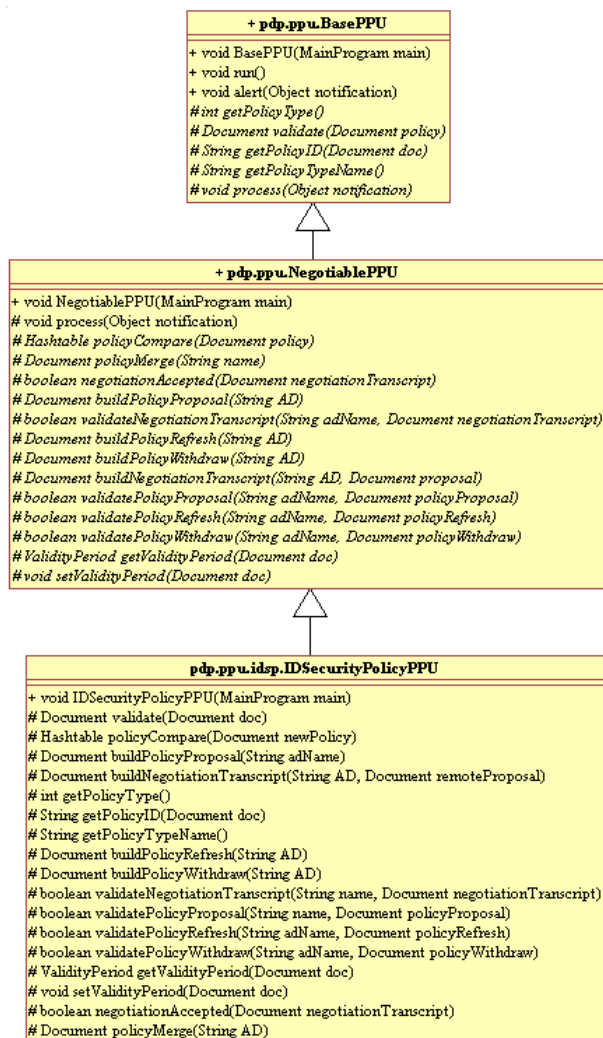 + pdp.ppu.BasePPU
+ void BasePPU(MainProgram main)
+ void run()
+ void alert(Object notification)
# int getPolicyType()
# Document validate(Document policy)
# String getPolicyID(Document doc)
# String getPolicyTypeName()
# void process(Object notification)
+ pdp.ppu.NegotiablePPU
+ void NegotiablePPU(MainProgram main)
# void process(Object notification)
# Hashtable policyCompare(Document policy)
# Document policyMerge(String name)
# boolean negotiationAccepted(Document negotiationTranscript)
# Document buildPolicyProposal(String AD)
# boolean validateNegotiationTranscript(String adName, Document negotiationTranscript)
# Document buildPolicyRefresh(String AD)
# Document buildPolicyWithdraw(String AD)
# Document buildNegotiationTranscript(String AD, Document proposal)
# boolean validatePolicyProposal(String adName, Document policyProposal)
# boolean validatePolicyRefresh(String adName, Document policyRefresh)
# boolean validatePolicyWithdraw(String adName, Document policyWithdraw)
# ValidityPeriod getValidityPeriod(Document doc)
# void setValidityPeriod(Document doc)
pdp.ppu.idsp.IDSecurityPolicyPPU
+ void IDSecurityPolicyPPU(MainProgram main)
# Document validate(Document doc)
# Hashtable policyCompare(Document newPolicy)
# Document buildPolicyProposal(String adName)
# Document buildNegotiationTranscript(String AD, Document remoteProposal)
# int getPolicyType()
# String getPolicyID(Document doc)
# String getPolicyTypeName()
# Document buildPolicyRefresh(String AD)
# Document buildPolicyWithdraw(String AD)
# boolean validateNegotiationTranscript(String name, Document negotiationTranscript)
# boolean validatePolicyProposal(String name, Document policyProposal)
# boolean validatePolicyRefresh(String adName, Document policyRefresh)
# boolean validatePolicyWithdraw(String adName, Document policyWithdraw)
# ValidityPeriod getValidityPeriod(Document doc)
# void setValidityPeriod(Document doc)
# boolean negotiationAccepted(Document negotiationTranscript)
# Document policyMerge(String AD)